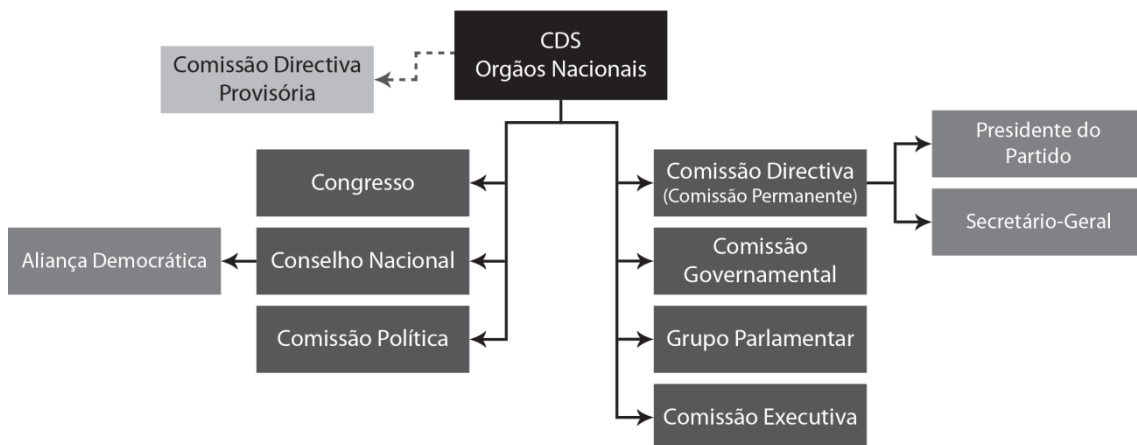 CDS
Orgãos Nacionais
Comissão Directiva
Provisória
Congresso
Conselho Nacional
Aliança Democrática
Comissão Política
Comissão Directiva
(Comissão Permanente)
Presidente do
Partido
Secretário-Geral
Comissão
Governamental
Grupo Parlamentar
Comissão Executiva